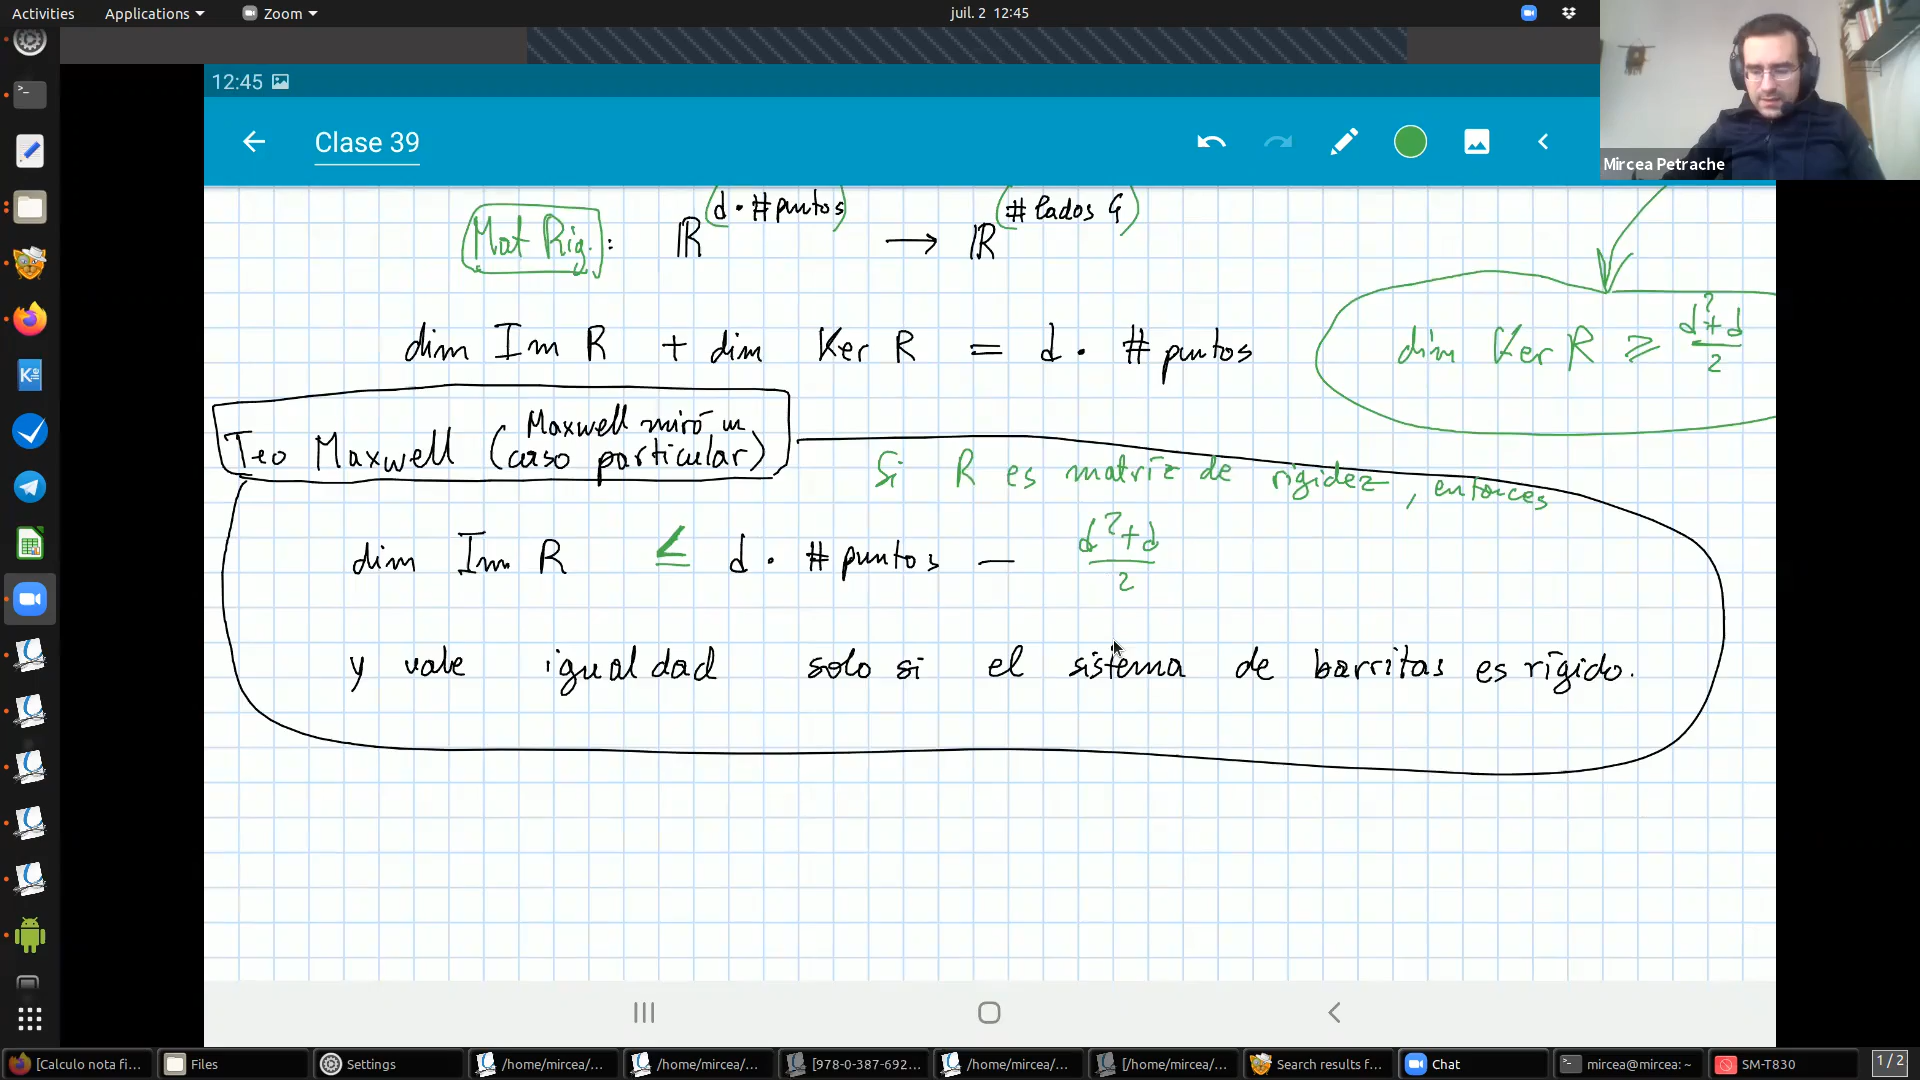 Activities Applications Zoom juil. 2 12:45
12:45
Clase 39
Mircea Petrache
Mat Rig. : ℝ^(d · # puntos) → ℝ^(# lados G)
dim Im R + dim Ker R = d · # puntos
dim Ker R ≥ (d²+d)/2
Teo Maxwell (Maxwell miró un caso particular)
Si R es matriz de rigidez, entonces
dim Im R ≤ d · # puntos — (d²+d)/2
y vale igualdad solo si el sistema de barritas es rígido.
[Calculo nota fi... Files Settings /home/mircea/... /home/mircea/... [978-0-387-692... /home/mircea/... [/home/mircea/... Search results f... Chat mircea@mircea: ~ SM-T830 1 / 2